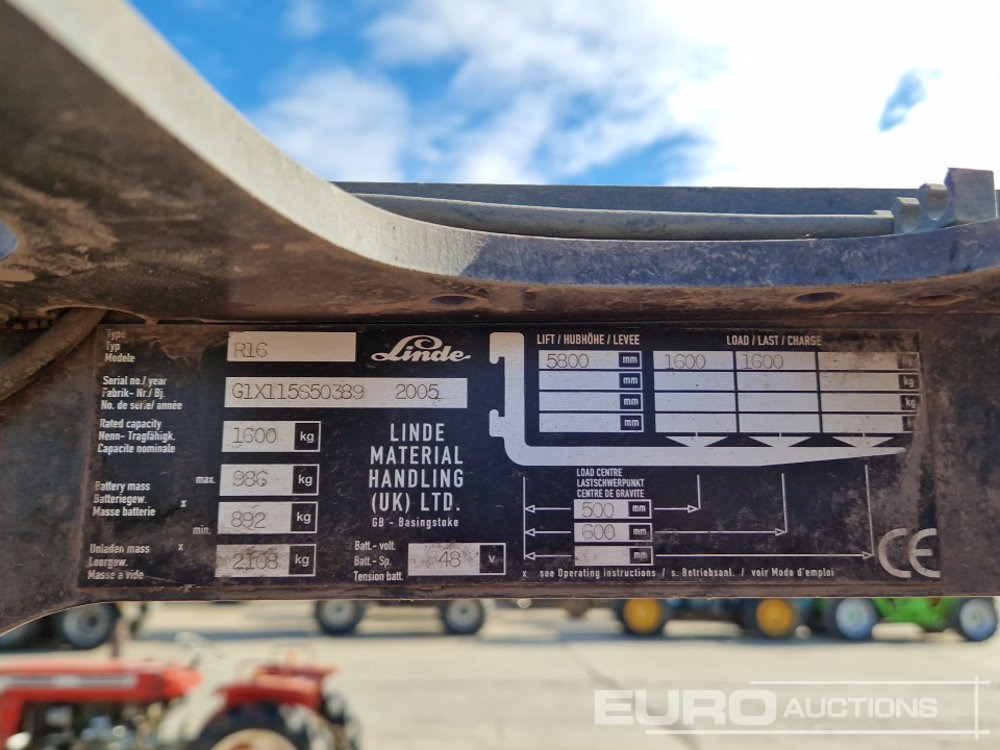 Type
Typ
Modele
R16
Linde
Serial no./ year
Fabrik- Nr./ Bj.
No. de serie/ année
G1X115S50389 2005
Rated capacity
Nenn- Tragfähigk.
Capacite nominale
1600 kg
Battery mass
Batteriegew. x
Masse batterie
max. 986 kg
min. 892 kg
Unladen mass x
Leergew.
Masse a vide
2108 kg
LINDE
MATERIAL
HANDLING
(UK) LTD.
GB - Basingstoke
Batt.- volt.
Batt.- Sp.
Tension batt.
48 V
LIFT / HUBHÖHE / LEVEE
LOAD / LAST / CHARGE
5800 mm 1600 1600 kg
mm kg
mm kg
mm
LOAD CENTRE
LASTSCHWERPUNKT
CENTRE DE GRAVITE
500 mm
600 mm
mm
CE
x see Operating instructions / s. Betriebsanl. / voir Mode d'emploi
EURO AUCTIONS